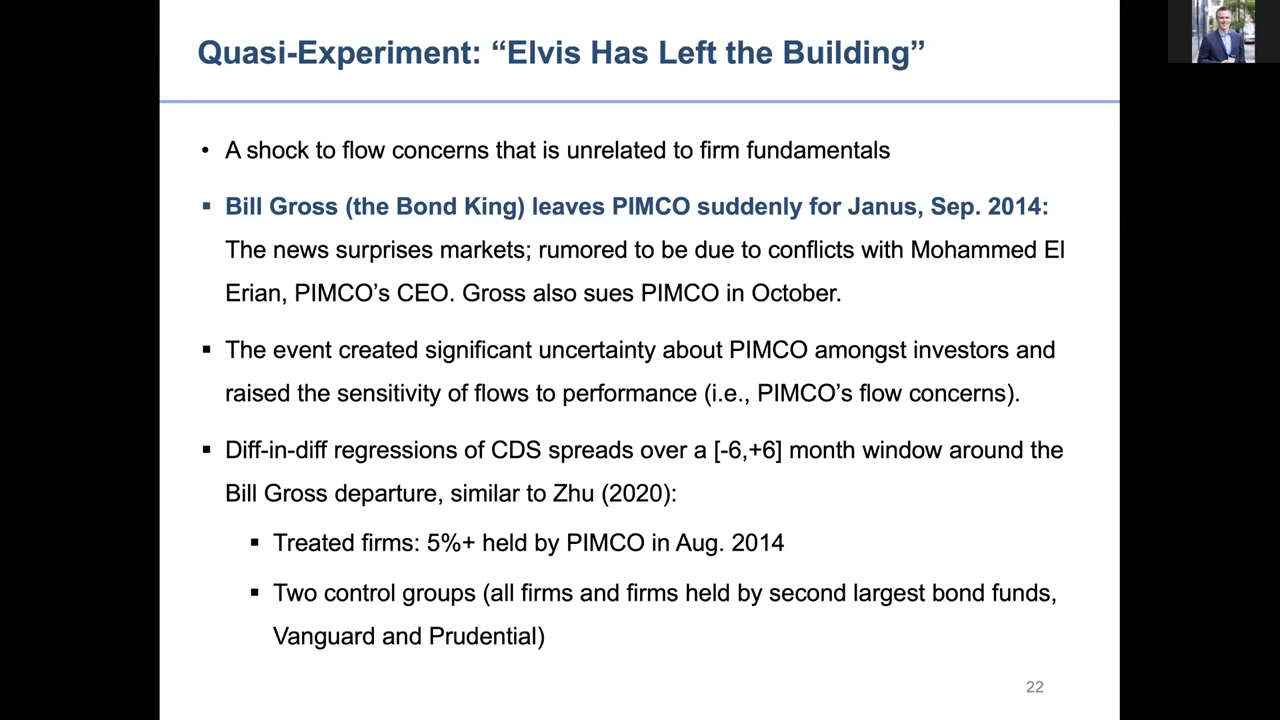 Quasi-Experiment: “Elvis Has Left the Building”
• A shock to flow concerns that is unrelated to firm fundamentals
▪ Bill Gross (the Bond King) leaves PIMCO suddenly for Janus, Sep. 2014:
The news surprises markets; rumored to be due to conflicts with Mohammed El
Erian, PIMCO’s CEO. Gross also sues PIMCO in October.
▪ The event created significant uncertainty about PIMCO amongst investors and
raised the sensitivity of flows to performance (i.e., PIMCO’s flow concerns).
▪ Diff-in-diff regressions of CDS spreads over a [-6,+6] month window around the
Bill Gross departure, similar to Zhu (2020):
▪ Treated firms: 5%+ held by PIMCO in Aug. 2014
▪ Two control groups (all firms and firms held by second largest bond funds,
Vanguard and Prudential)
22